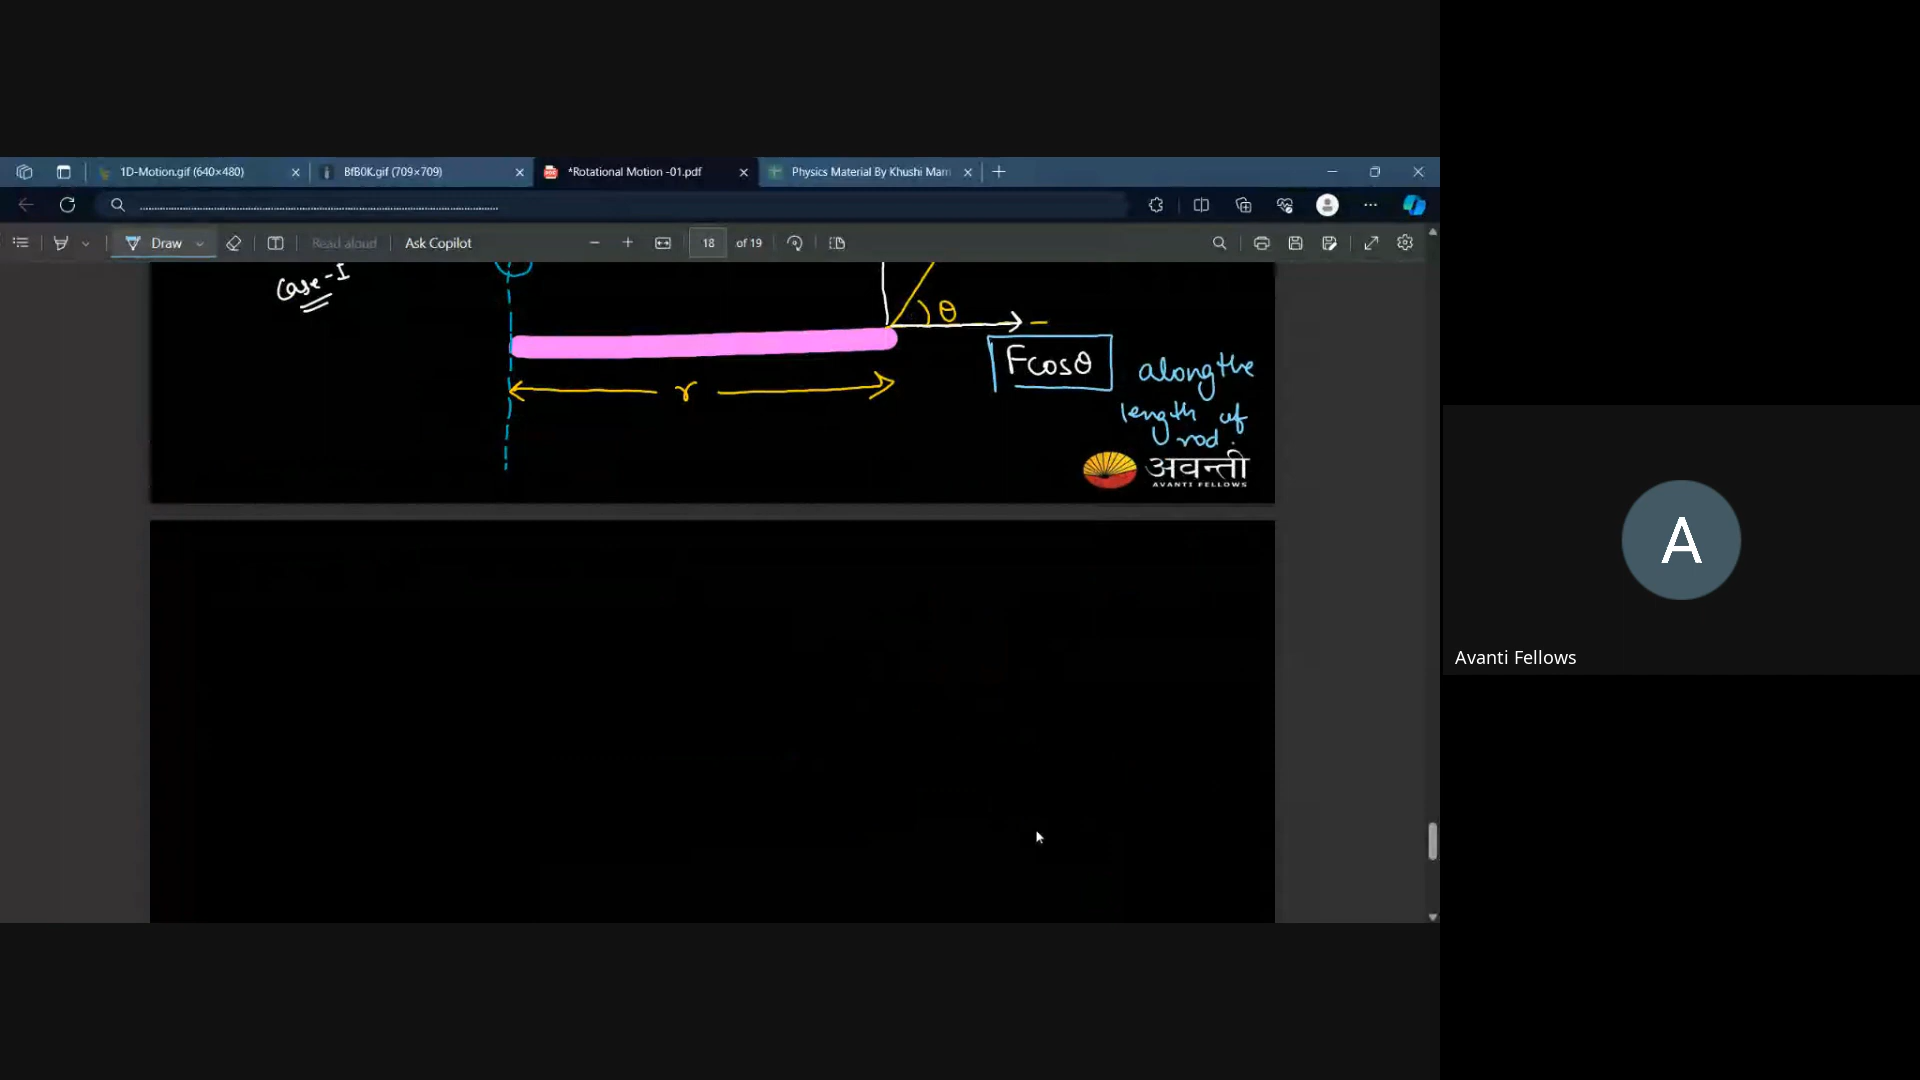 1D-Motion.gif (640×480)
BfB0K.gif (709×709)
*Rotational Motion -01.pdf
Physics Material By Khushi Mam
Draw
Read aloud
Ask Copilot
18 of 19
Case-I
θ
Fcosθ
along the
length of
rod.
r
अवन्ती
AVANTI FELLOWS
A
Avanti Fellows